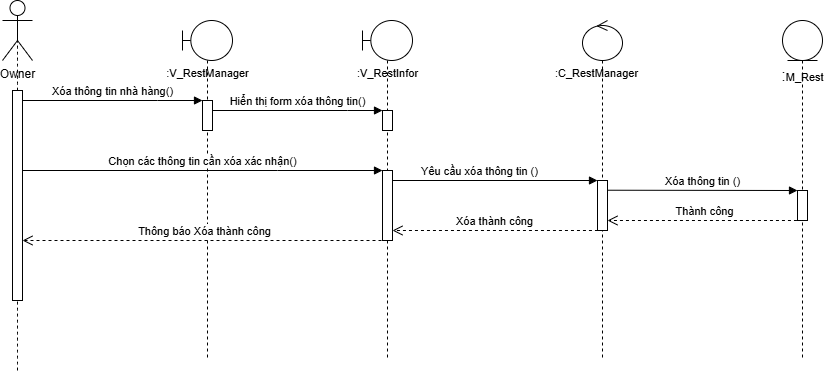 Owner
:V_RestManager
:V_RestInfor
:C_RestManager
:M_Rest
Xóa thông tin nhà hàng()
Hiển thị form xóa thông tin()
Chọn các thông tin cần xóa xác nhận()
Yêu cầu xóa thông tin ()
Xóa thông tin ()
Thành công
Xóa thành công
Thông báo Xóa thành công